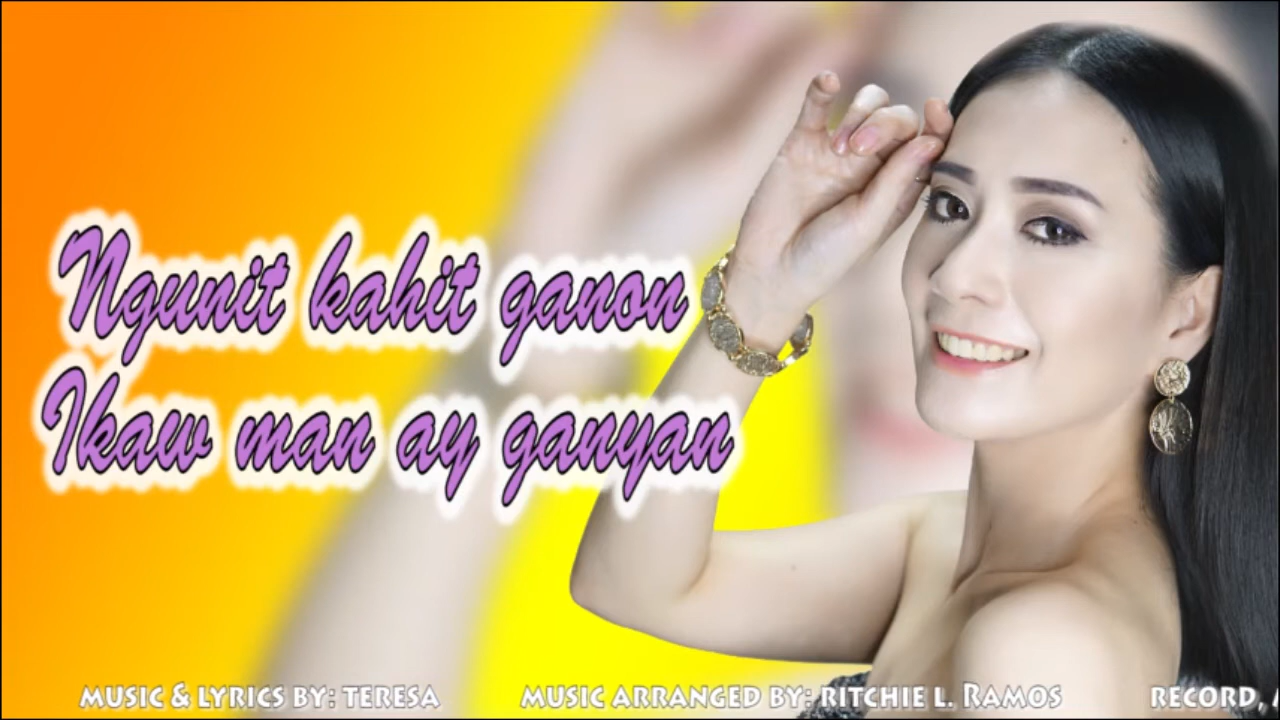 Ngunit kahit ganon
Ikaw man ay ganyan
MUSIC & LYRICS BY: TERESA MUSIC ARRANGED BY: RITCHIE L. RAMOS RECORD,